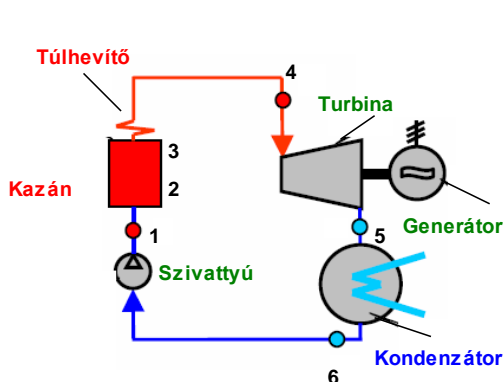 Túlhevítő
4
Turbina
3
Kazán
2
Generátor
1
5
Szivattyú
Kondenzátor
6